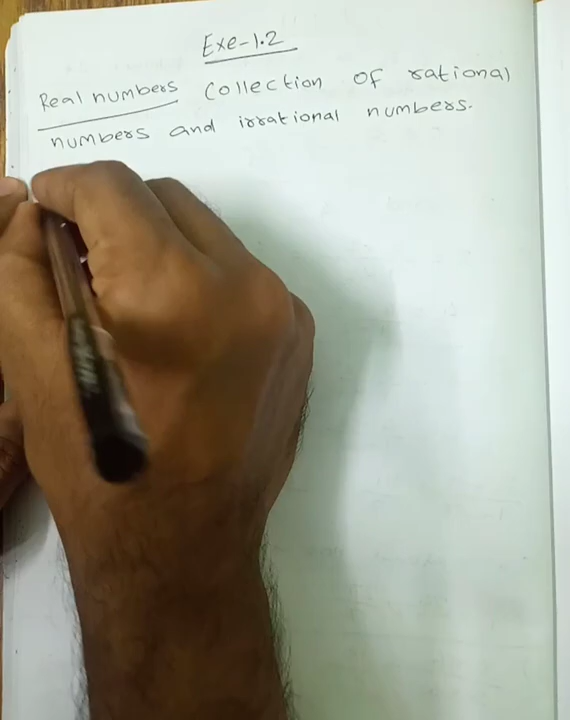 Exe-1.2
Real numbers Collection of rational
numbers and irrational numbers.